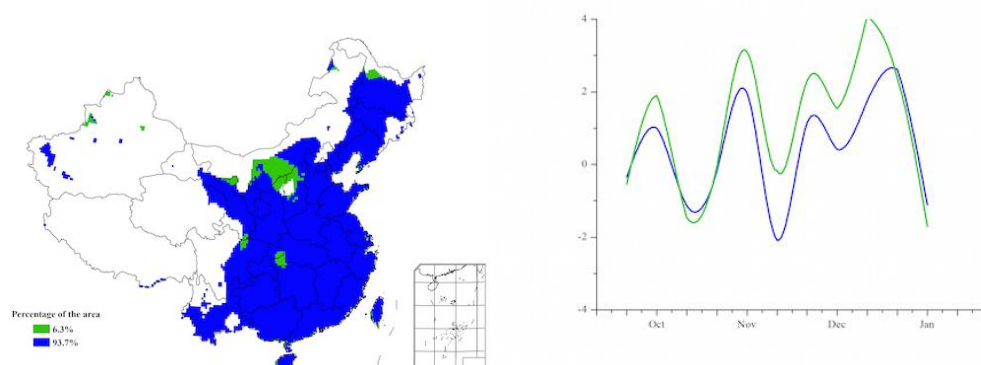 Percentage of the area
6.3%
93.7%
4
2
0
-2
-4
Oct
Nov
Dec
Jan